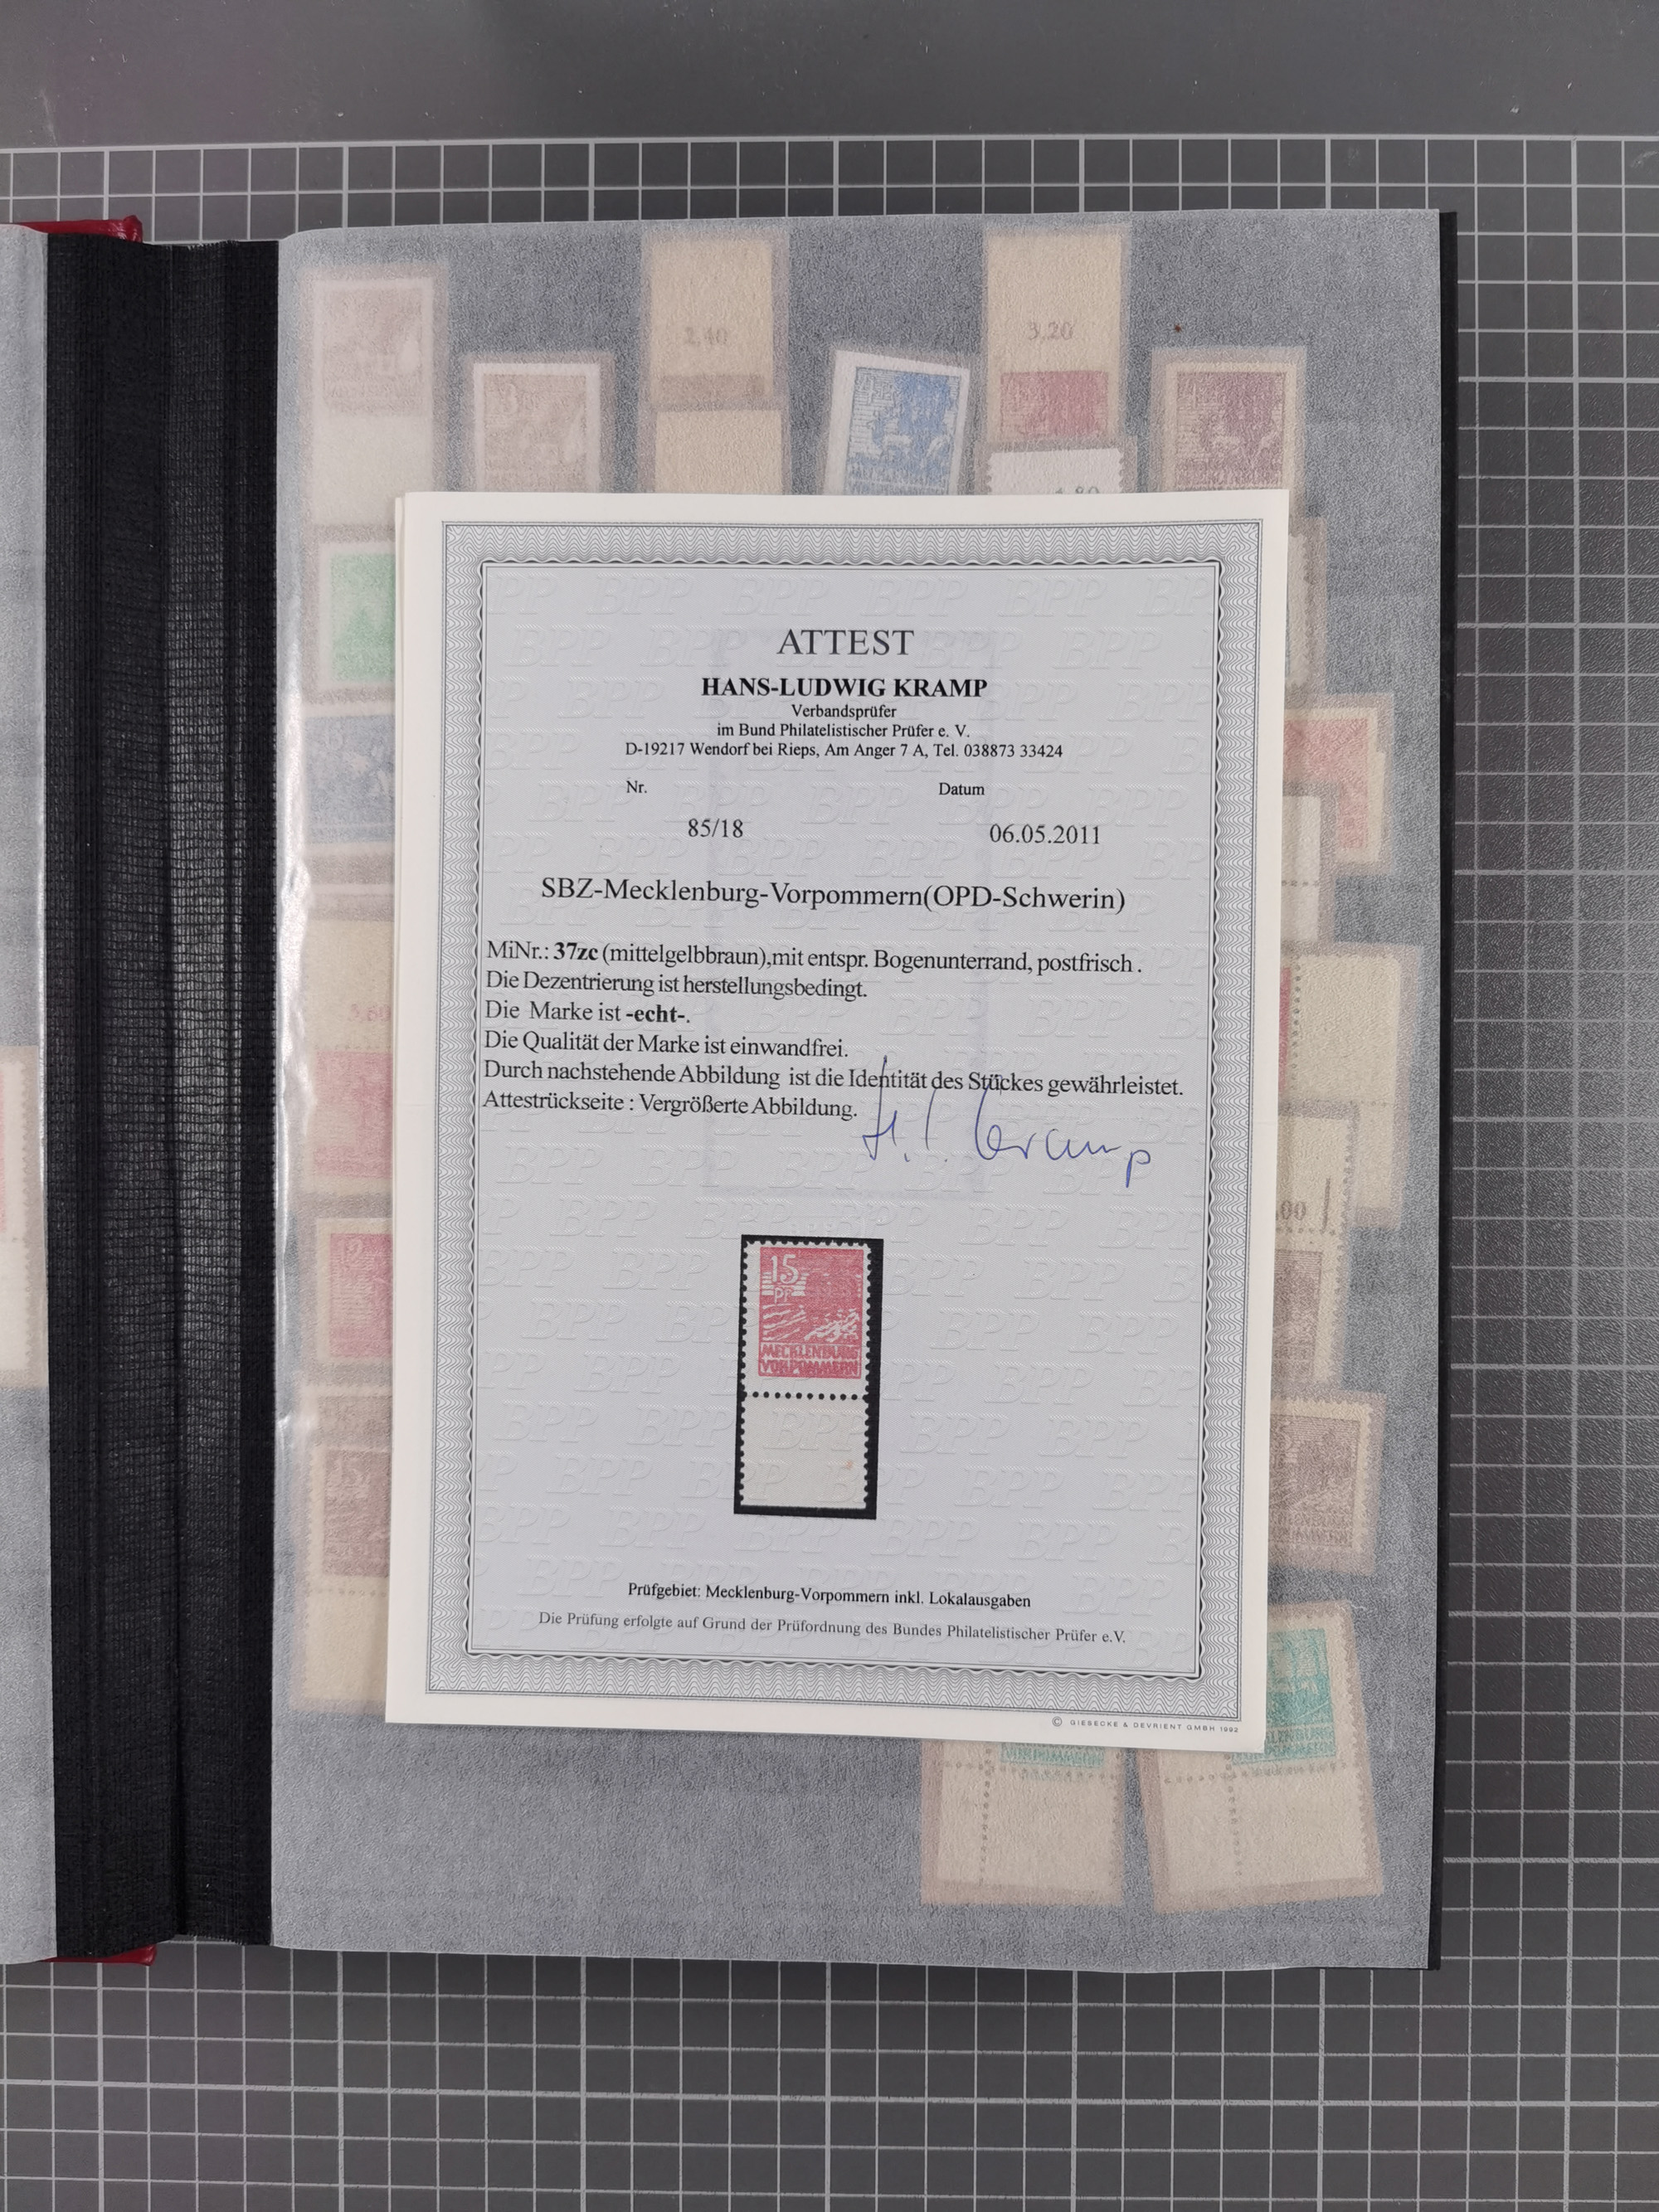 2.40
3.20
ATTEST
HANS-LUDWIG KRAMP
Verbandsprüfer
im Bund Philatelistischer Prüfer e. V.
D-19217 Wendorf bei Rieps, Am Anger 7 A, Tel. 038873 33424
Nr. Datum
85/18 06.05.2011
SBZ-Mecklenburg-Vorpommern(OPD-Schwerin)
MiNr.: 37zc (mittelgelbbraun),mit entspr. Bogenunterrand, postfrisch .
Die Dezentrierung ist herstellungsbedingt.
Die Marke ist -echt-.
Die Qualität der Marke ist einwandfrei.
Durch nachstehende Abbildung ist die Identität des Stückes gewährleistet.
Attestrückseite : Vergrößerte Abbildung.
H. L. Kramp
3.60
.00
15
Pf
MECKLENBURG
VORPOMMERN
Prüfgebiet: Mecklenburg-Vorpommern inkl. Lokalausgaben
Die Prüfung erfolgte auf Grund der Prüfordnung des Bundes Philatelistischer Prüfer e.V.
© GIESECKE & DEVRIENT GMBH 1992